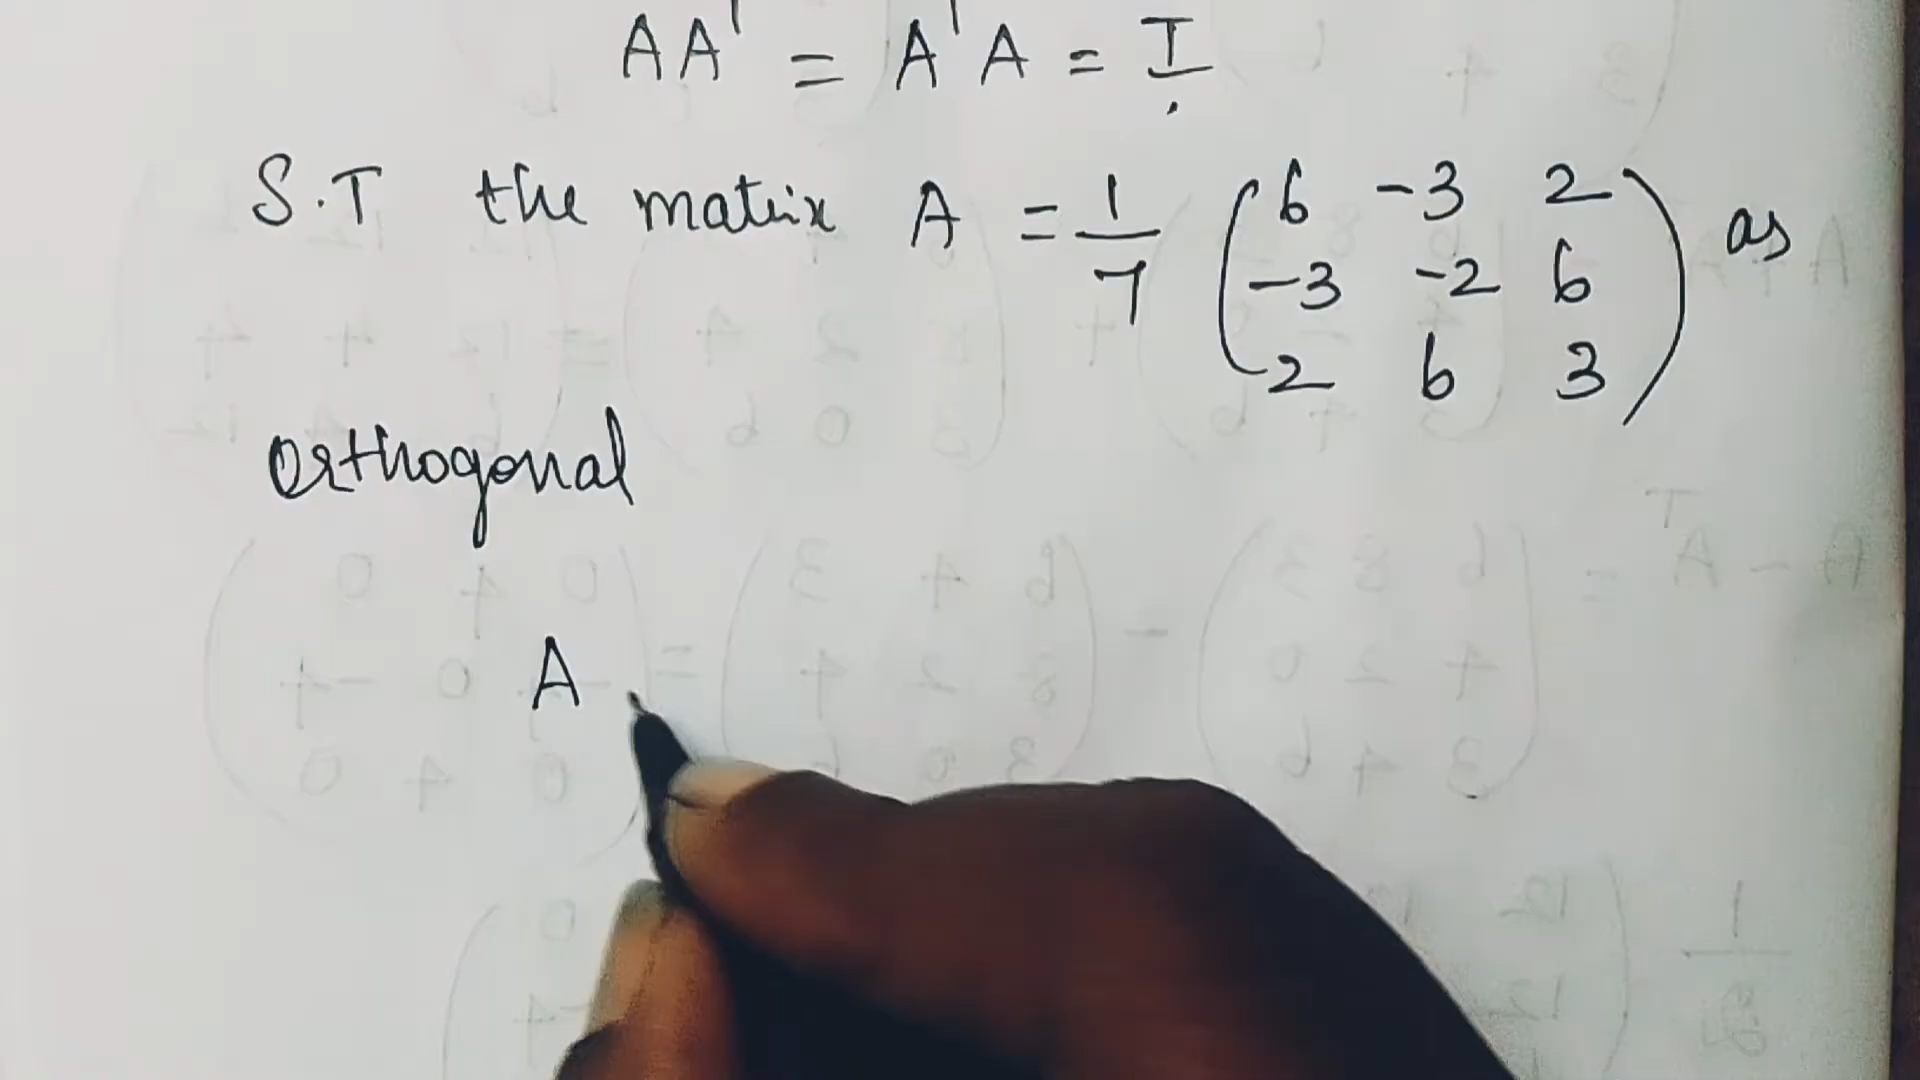 AA' = A'A = I
S.T the matrix A = 1/7 ( 6 -3 2 ) as
-3 -2 6
2 6 3
orthogonal
A